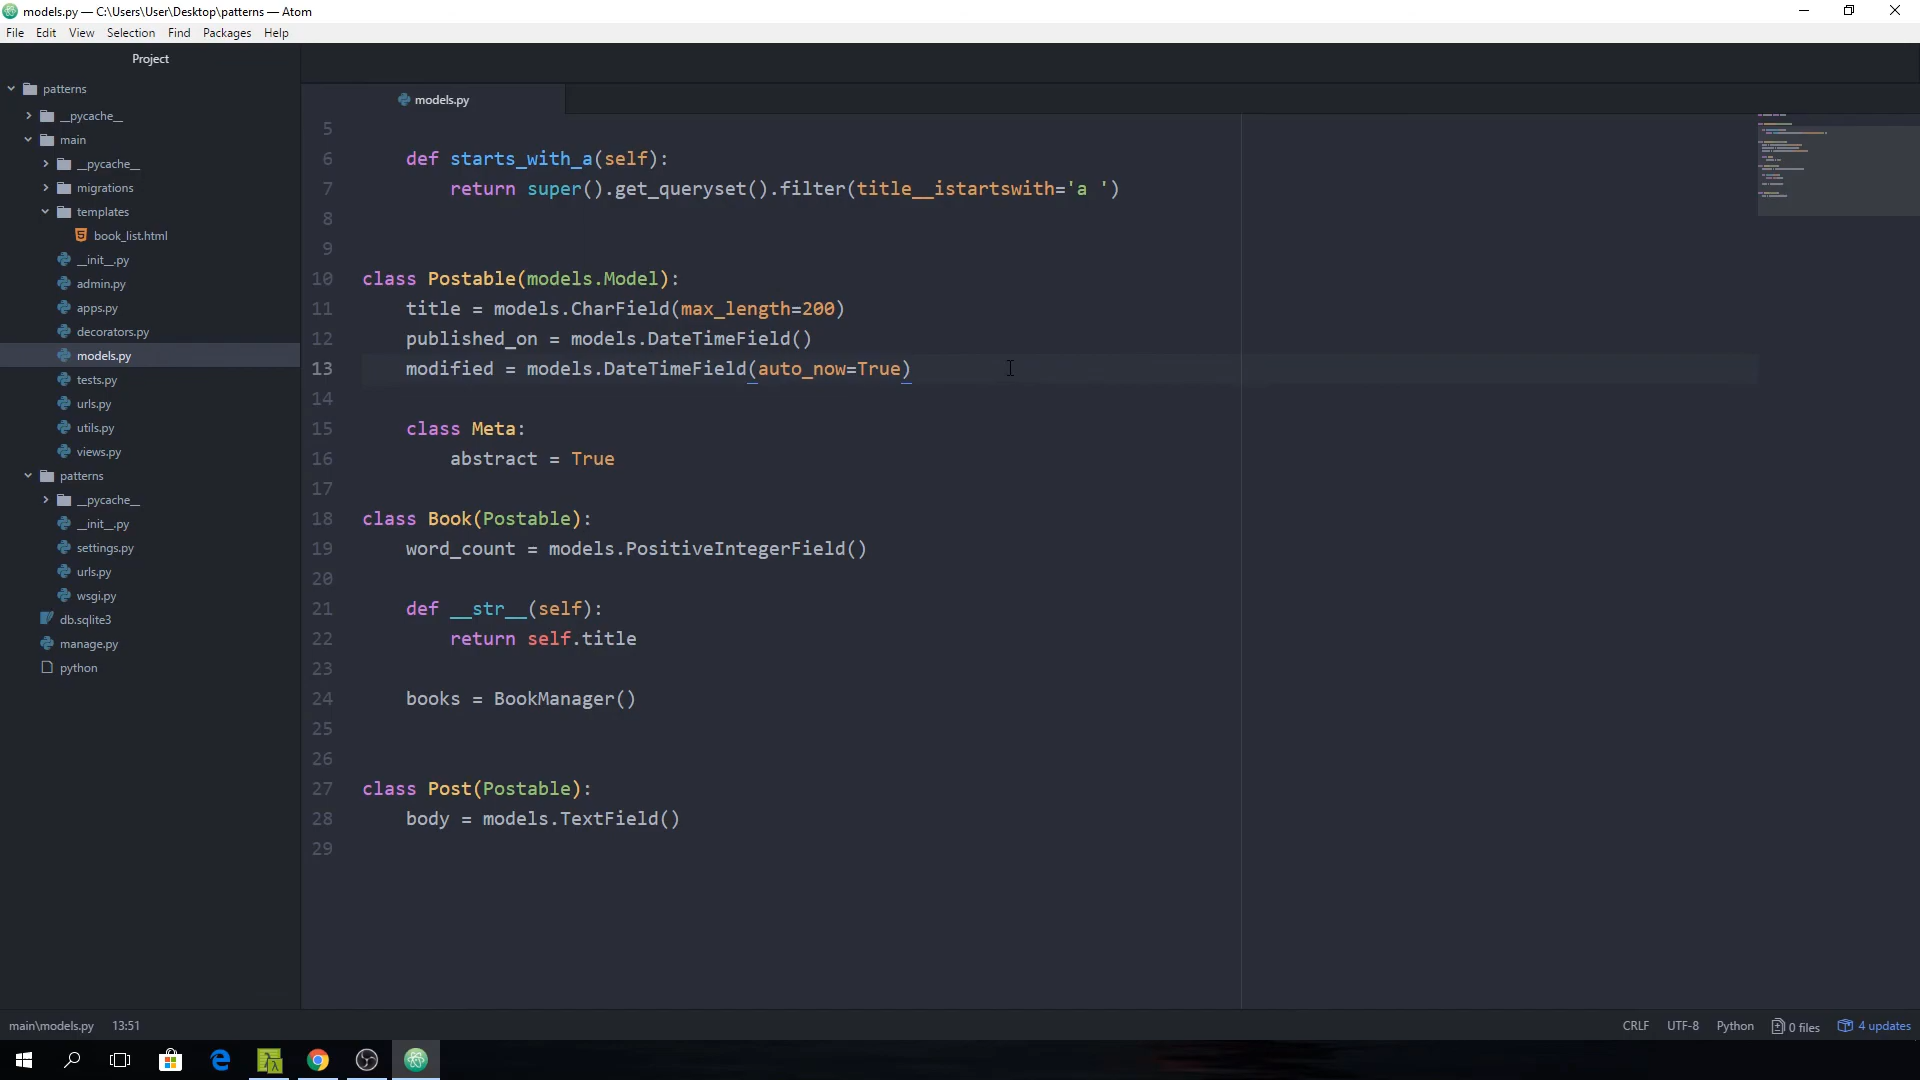 models.py — C:\Users\User\Desktop\patterns — Atom
File Edit View Selection Find Packages Help
Project
patterns
__pycache__
main
__pycache__
migrations
templates
book_list.html
__init__.py
admin.py
apps.py
decorators.py
models.py
tests.py
urls.py
utils.py
views.py
patterns
__pycache__
__init__.py
settings.py
urls.py
wsgi.py
db.sqlite3
manage.py
python
models.py
5
6 def starts_with_a(self):
7 return super().get_queryset().filter(title__istartswith='a ')
8
9
10 class Postable(models.Model):
11 title = models.CharField(max_length=200)
12 published_on = models.DateTimeField()
13 modified = models.DateTimeField(auto_now=True)
14
15 class Meta:
16 abstract = True
17
18 class Book(Postable):
19 word_count = models.PositiveIntegerField()
20
21 def __str__(self):
22 return self.title
23
24 books = BookManager()
25
26
27 class Post(Postable):
28 body = models.TextField()
29
main\models.py 13:51
CRLF UTF-8 Python 0 files 4 updates